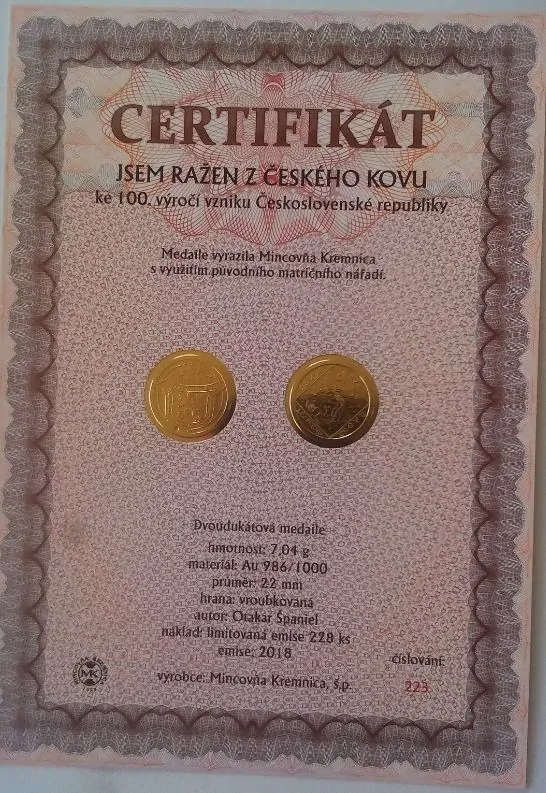 CERTIFIKÁT
JSEM RAŽEN Z ČESKÉHO KOVU
ke 100. výročí vzniku Československé republiky
Medaile vyrazila Mincovňa Kremnica
s využitím původního matričního nářadí.
Dvoudukátová medaile
hmotnost: 7,04 g
materiál: Au 986/1000
průměr: 22 mm
hrana: vroubkovaná
autor: Otakar Španiel
náklad: limitovaná emise 228 ks
emise: 2018
číslování:
223
výrobce: Mincovňa Kremnica, š.p.
MK